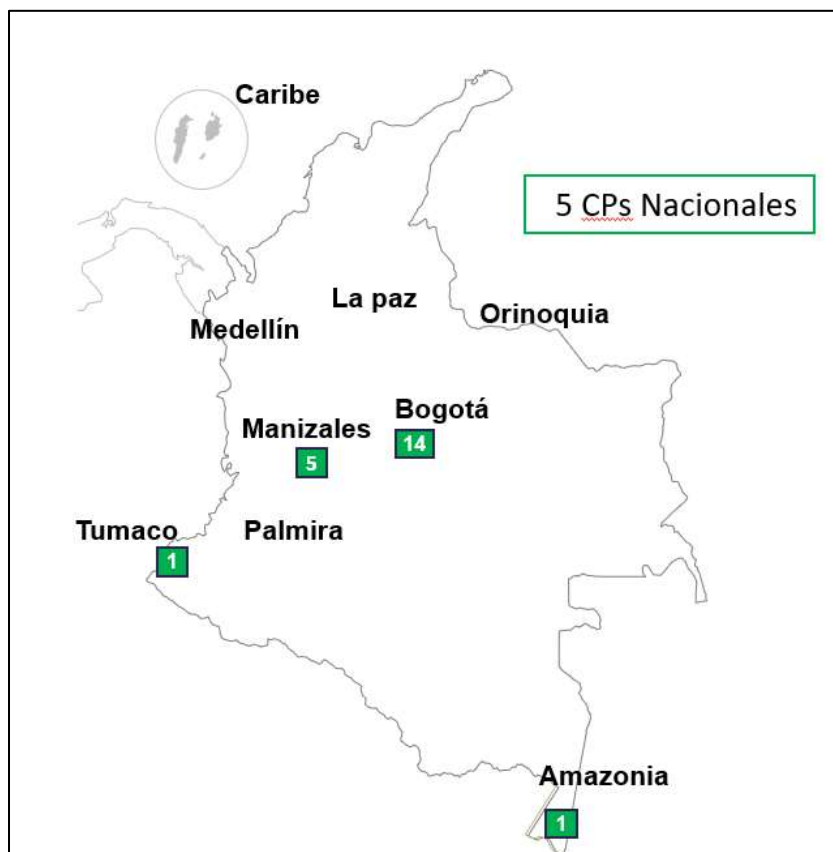 Caribe
5 CPs Nacionales
La paz
Orinoquia
Medellín
Bogotá
Manizales
14
5
Tumaco
Palmira
1
Amazonia
1